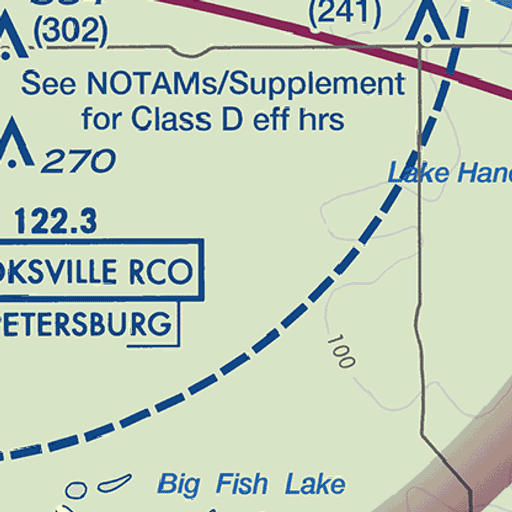 (302)
(241)
See NOTAMs/Supplement
for Class D eff hrs
270
Lake Hanc
122.3
OKSVILLE RCO
PETERSBURG
100
Big Fish Lake